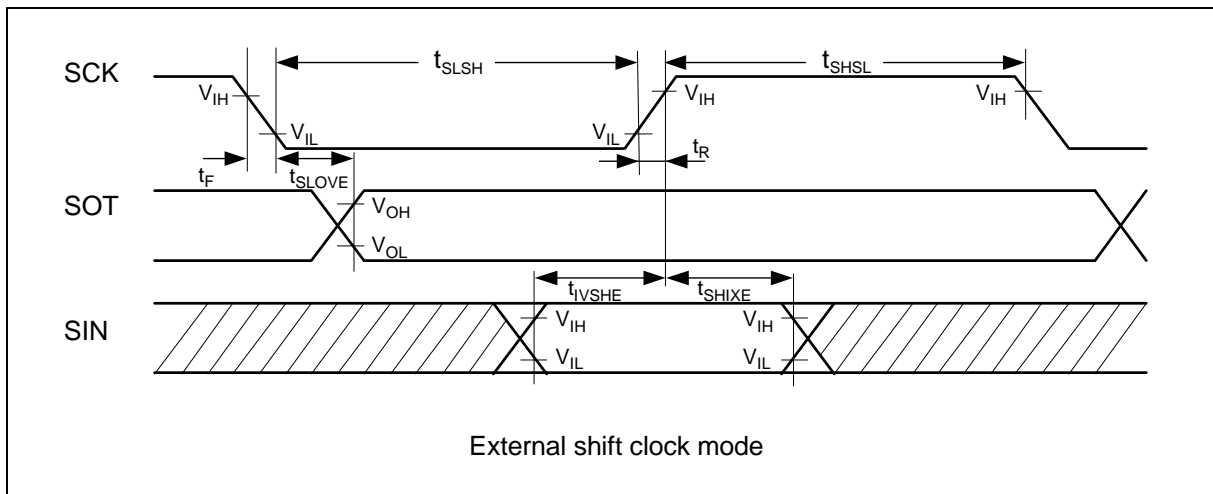 t_SLSH
t_SHSL
SCK
V_IH
V_IL
V_IL
V_IH
V_IH
t_R
t_F
t_SLOVE
SOT
V_OH
V_OL
t_IVSHE
t_SHIXE
SIN
V_IH
V_IL
V_IH
V_IL
External shift clock mode